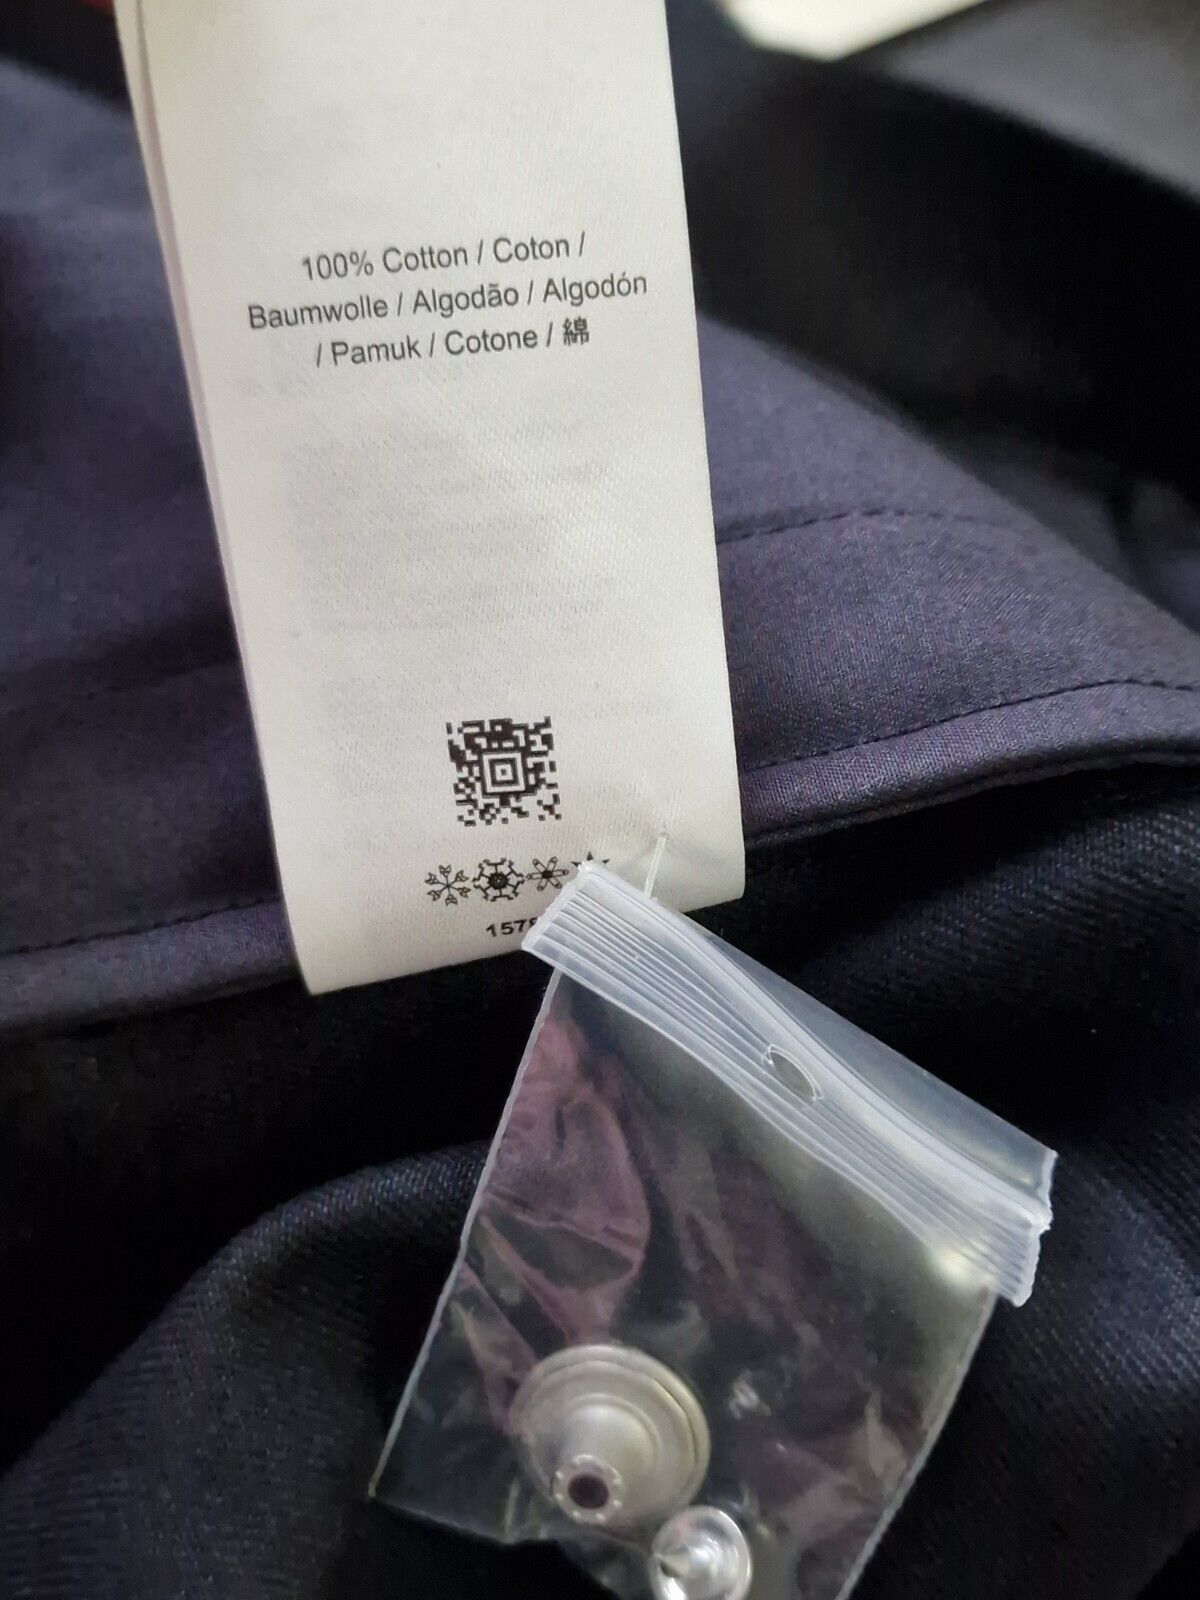 100% Cotton / Coton /
Baumwolle / Algodão / Algodón
/ Pamuk / Cotone / 綿